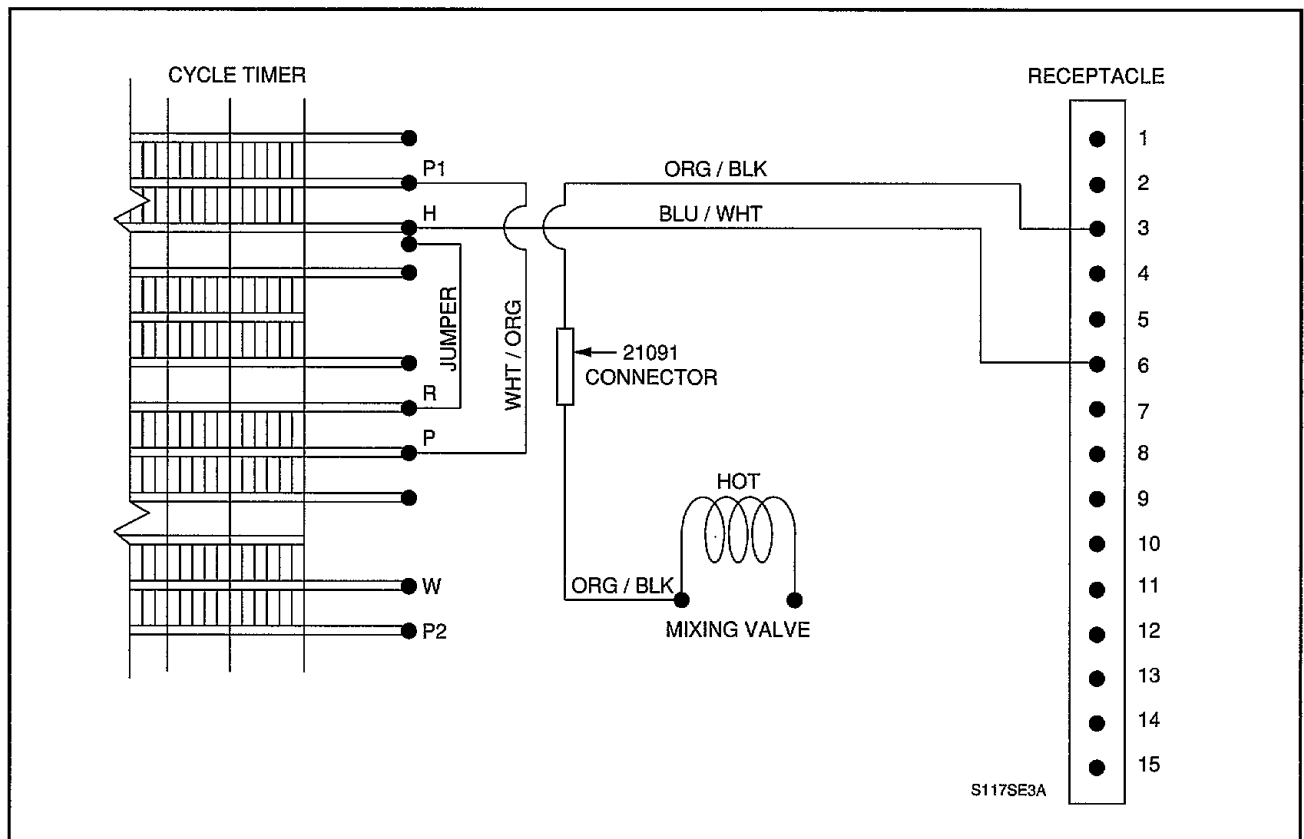 CYCLE TIMER
RECEPTACLE
P1
H
JUMPER
R
P
W
P2
WHT / ORG
ORG / BLK
BLU / WHT
21091
CONNECTOR
HOT
ORG / BLK
MIXING VALVE
1
2
3
4
5
6
7
8
9
10
11
12
13
14
15
S117SE3A